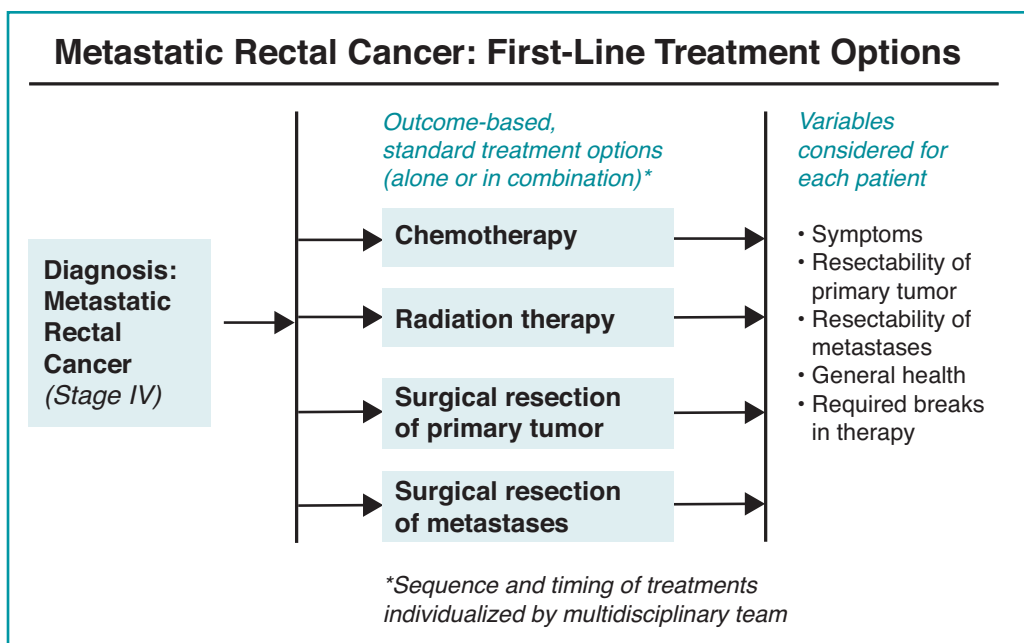 Metastatic Rectal Cancer: First-Line Treatment Options
Diagnosis:
Metastatic
Rectal
Cancer
(Stage IV)
Outcome-based,
standard treatment options
(alone or in combination)*
Chemotherapy
Radiation therapy
Surgical resection
of primary tumor
Surgical resection
of metastases
*Sequence and timing of treatments
individualized by multidisciplinary team
Variables
considered for
each patient
• Symptoms
• Resectability of
primary tumor
• Resectability of
metastases
• General health
• Required breaks
in therapy